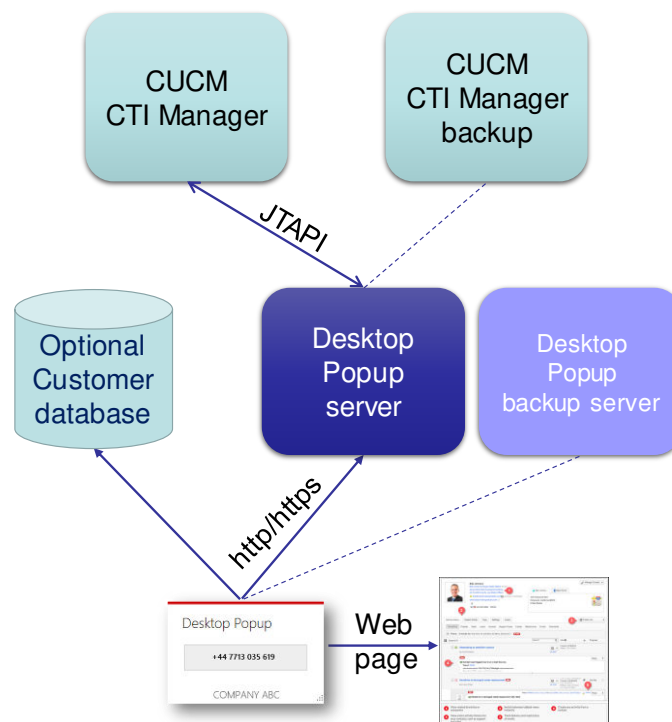 CUCM
CTI Manager
CUCM
CTI Manager
backup
JTAPI
Optional
Customer
database
Desktop
Popup
server
Desktop
Popup
backup server
http/https
Desktop Popup
+44 7713 035 619
COMPANY ABC
Web
page